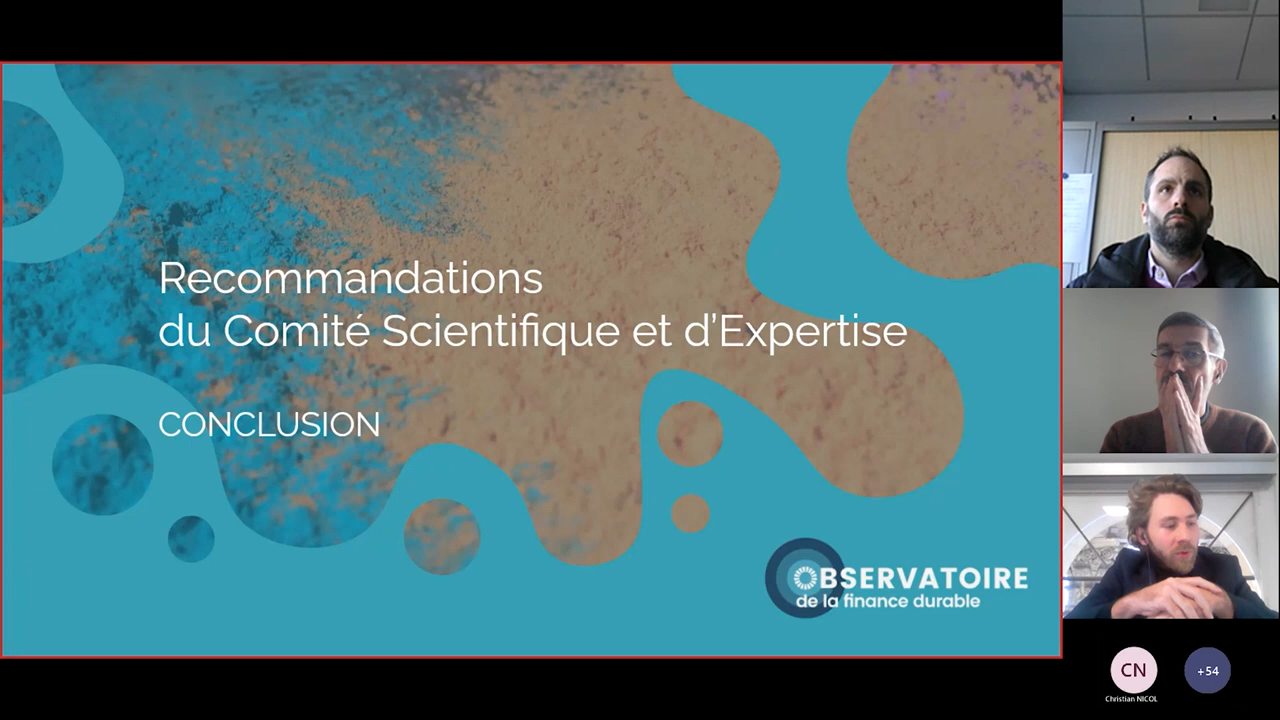 Recommandations
du Comité Scientifique et d'Expertise
CONCLUSION
OBSERVATOIRE
de la finance durable
CN
+54
Christian NICOL